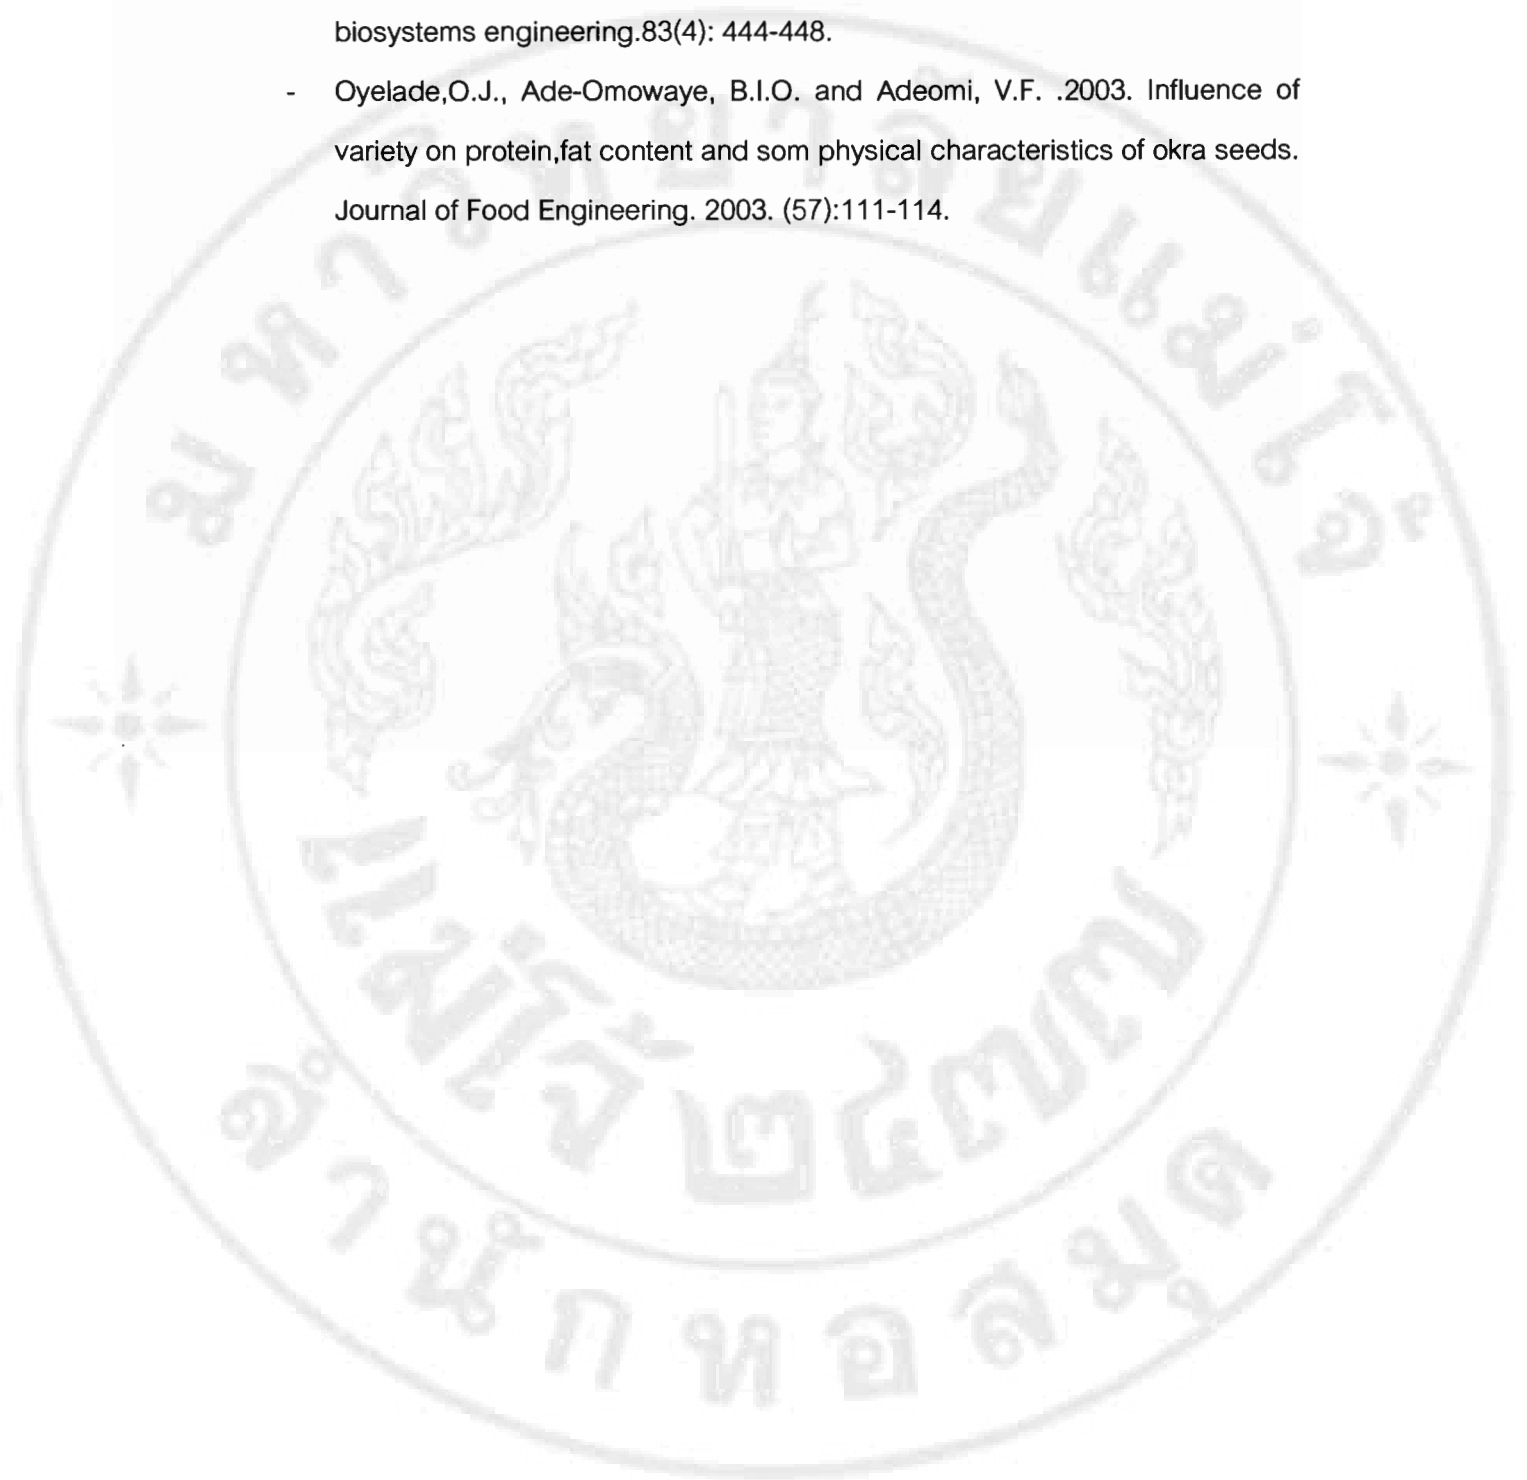 biosystems engineering.83(4): 444-448.
- Oyelade,O.J., Ade-Omowaye, B.I.O. and Adeomi, V.F. .2003. Influence of
variety on protein,fat content and som physical characteristics of okra seeds.
Journal of Food Engineering. 2003. (57):111-114.
มหาวิทยาลัยแม่โจ้
แม่โจ้ ๒๔๗๗
สำนักหอสมุด